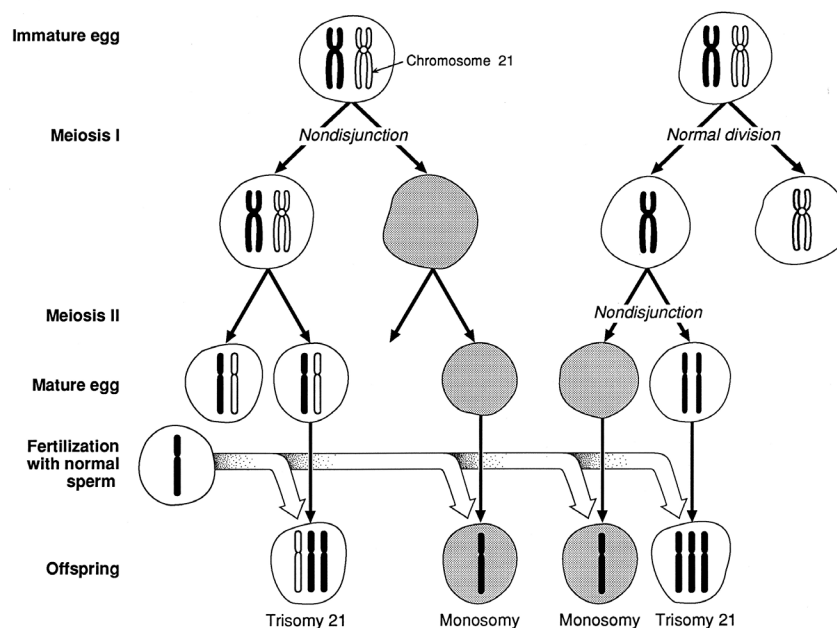 Immature egg
Chromosome 21
Meiosis I
Nondisjunction
Normal division
Meiosis II
Nondisjunction
Mature egg
Fertilization
with normal
sperm
Offspring
Trisomy 21
Monosomy
Monosomy
Trisomy 21